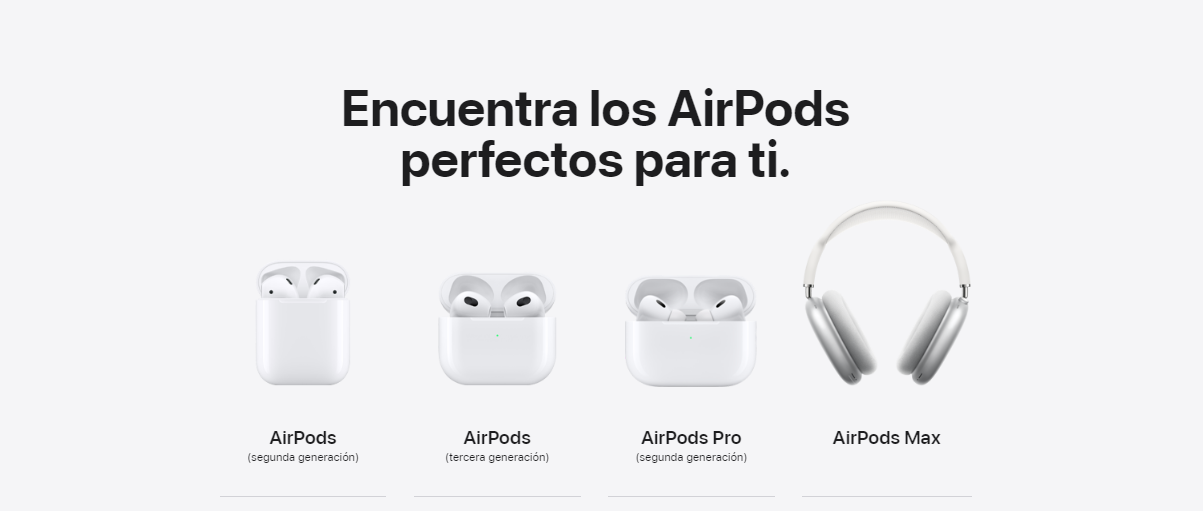 Encuentra los AirPods
perfectos para ti.
AirPods
(segunda generación)
AirPods
(tercera generación)
AirPods Pro
(segunda generación)
AirPods Max